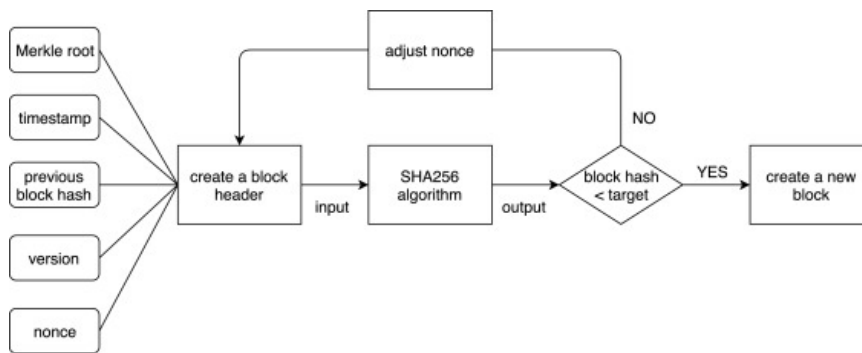 Merkle root
timestamp
previous
block hash
version
nonce
create a block
header
adjust nonce
input
SHA256
algorithm
output
block hash
< target
NO
YES
create a new
block